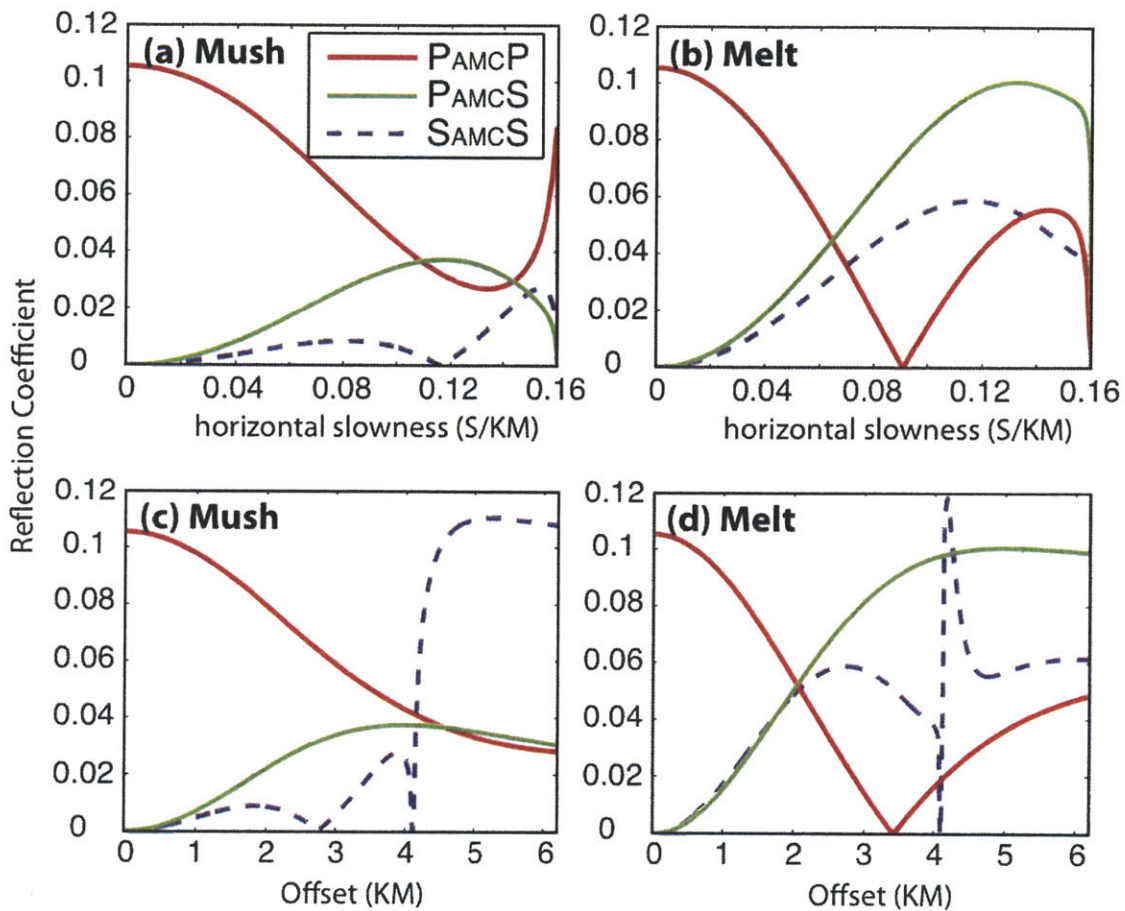 0.12
(a) Mush
PAMCP
PAMCS
SAMCS
0.1
0.08
0.06
0.04
0.02
0
0 0.04 0.08 0.12 0.16
horizontal slowness (S/KM)
0.12
(b) Melt
0.1
0.08
0.06
0.04
0.02
0
0 0.04 0.08 0.12 0.16
horizontal slowness (S/KM)
Reflection Coefficient
0.12
(c) Mush
0.1
0.08
0.06
0.04
0.02
0
0 1 2 3 4 5 6
Offset (KM)
0.12
(d) Melt
0.1
0.08
0.06
0.04
0.02
0
0 1 2 3 4 5 6
Offset (KM)